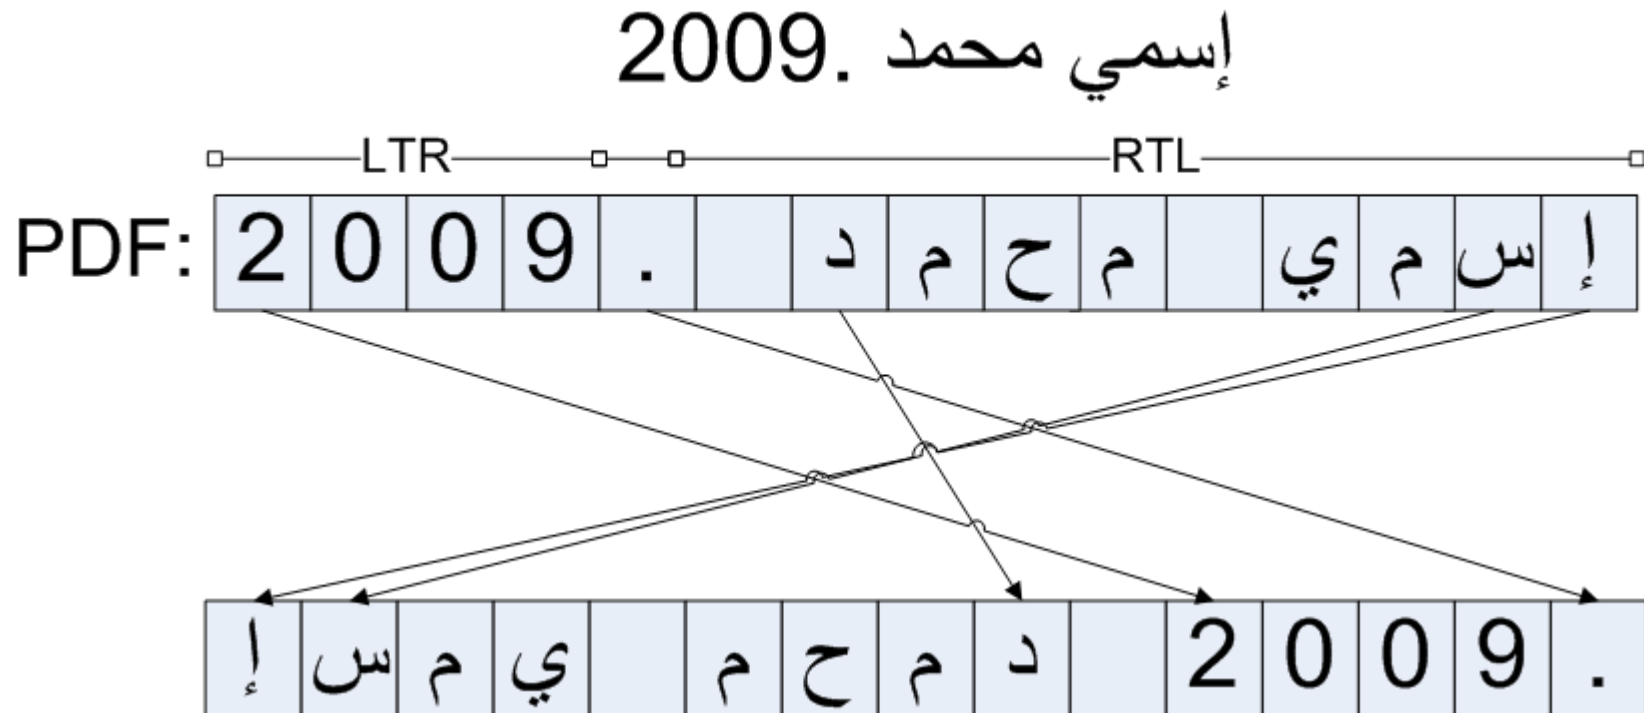 إسمي محمد .2009
LTR RTL
PDF: 2 0 0 9 . د م ح م ي م س إ
إ س م ي م ح م د 2 0 0 9 .